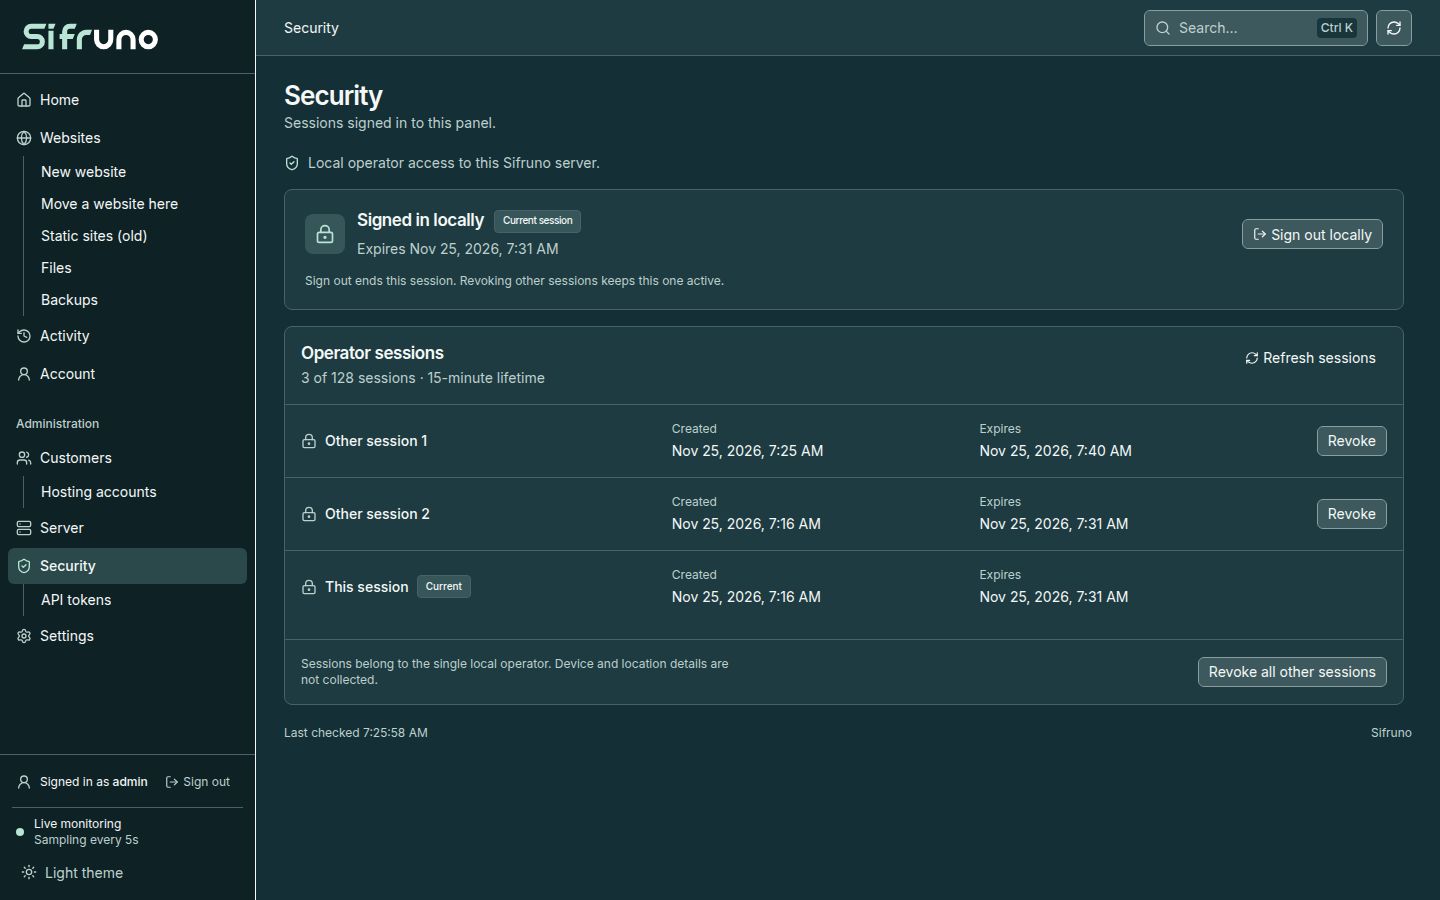 Sifruno
Home
Websites
New website
Move a website here
Static sites (old)
Files
Backups
Activity
Account
Administration
Customers
Hosting accounts
Server
Security
API tokens
Settings
Signed in as admin
Sign out
Live monitoring
Sampling every 5s
Light theme
Security
Search...
Ctrl K
Security
Sessions signed in to this panel.
Local operator access to this Sifruno server.
Signed in locally
Current session
Expires Nov 25, 2026, 7:31 AM
Sign out locally
Sign out ends this session. Revoking other sessions keeps this one active.
Operator sessions
3 of 128 sessions · 15-minute lifetime
Refresh sessions
Other session 1
Created
Nov 25, 2026, 7:25 AM
Expires
Nov 25, 2026, 7:40 AM
Revoke
Other session 2
Created
Nov 25, 2026, 7:16 AM
Expires
Nov 25, 2026, 7:31 AM
Revoke
This session
Current
Created
Nov 25, 2026, 7:16 AM
Expires
Nov 25, 2026, 7:31 AM
Sessions belong to the single local operator. Device and location details are
not collected.
Revoke all other sessions
Last checked 7:25:58 AM
Sifruno